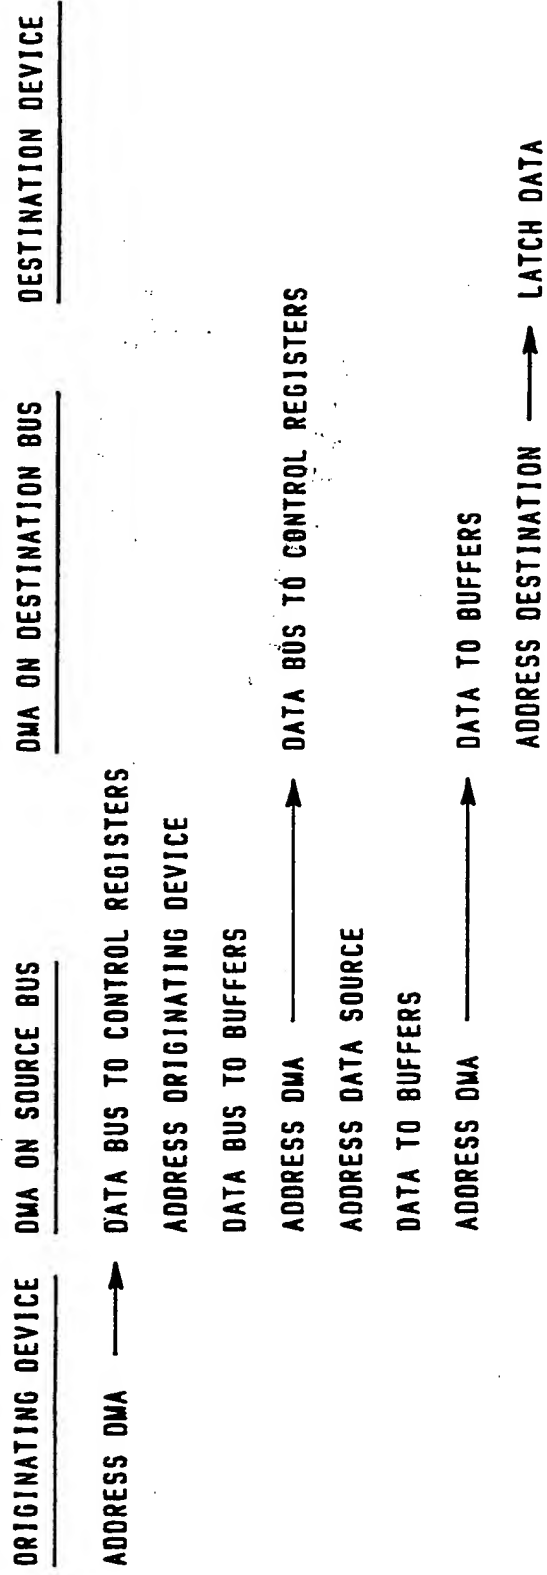 ORIGINATING DEVICE DMA ON SOURCE BUS DMA ON DESTINATION BUS DESTINATION DEVICE
ADDRESS DMA DATA BUS TO CONTROL REGISTERS
ADDRESS ORIGINATING DEVICE
DATA BUS TO BUFFERS
ADDRESS DMA DATA BUS TO CONTROL REGISTERS
ADDRESS DATA SOURCE
DATA TO BUFFERS
ADDRESS DMA DATA TO BUFFERS
ADDRESS DESTINATION LATCH DATA